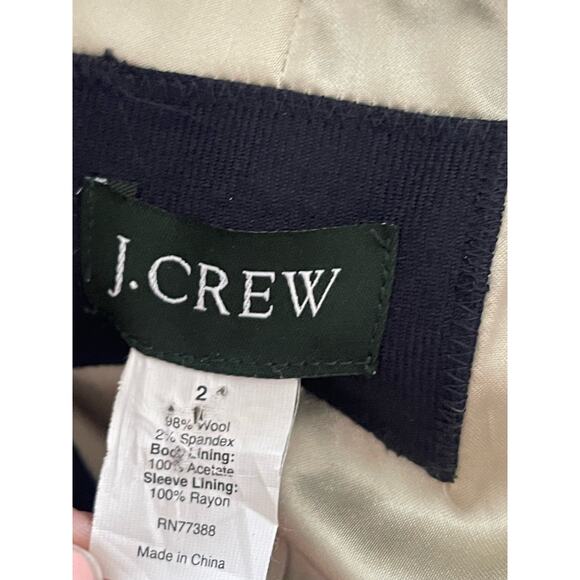 J.CREW
2
98% Wool
2% Spandex
Body Lining:
100% Acetate
Sleeve Lining:
100% Rayon
RN77388
Made in China